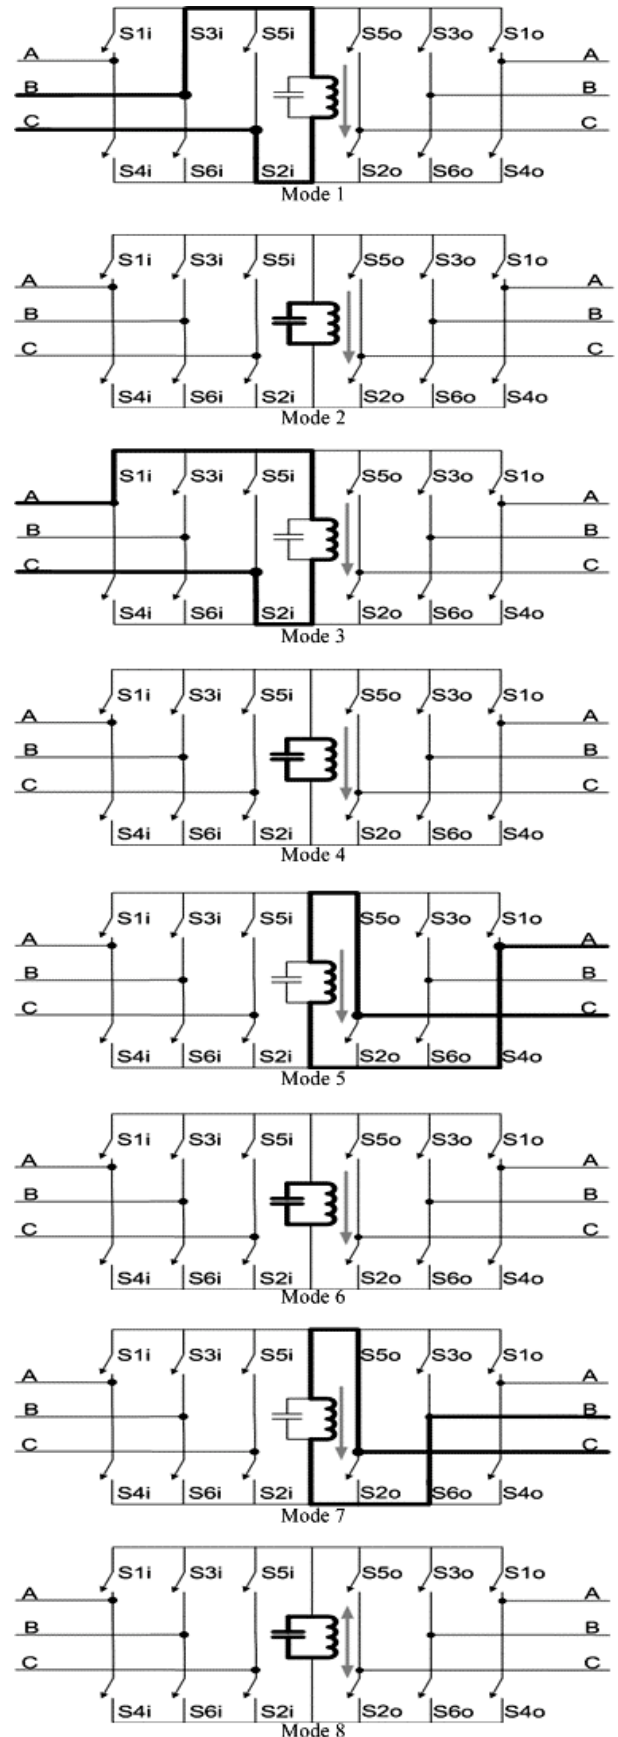 S1i S3i S5i S5o S3o S1o
A A
B B
C C
S4i S6i S2i S2o S6o S4o
Mode 1
S1i S3i S5i S5o S3o S1o
A A
B B
C C
S4i S6i S2i S2o S6o S4o
Mode 2
S1i S3i S5i S5o S3o S1o
A A
B B
C C
S4i S6i S2i S2o S6o S4o
Mode 3
S1i S3i S5i S5o S3o S1o
A A
B B
C C
S4i S6i S2i S2o S6o S4o
Mode 4
S1i S3i S5i S5o S3o S1o
A A
B B
C C
S4i S6i S2i S2o S6o S4o
Mode 5
S1i S3i S5i S5o S3o S1o
A A
B B
C C
S4i S6i S2i S2o S6o S4o
Mode 6
S1i S3i S5i S5o S3o S1o
A A
B B
C C
S4i S6i S2i S2o S6o S4o
Mode 7
S1i S3i S5i S5o S3o S1o
A A
B B
C C
S4i S6i S2i S2o S6o S4o
Mode 8